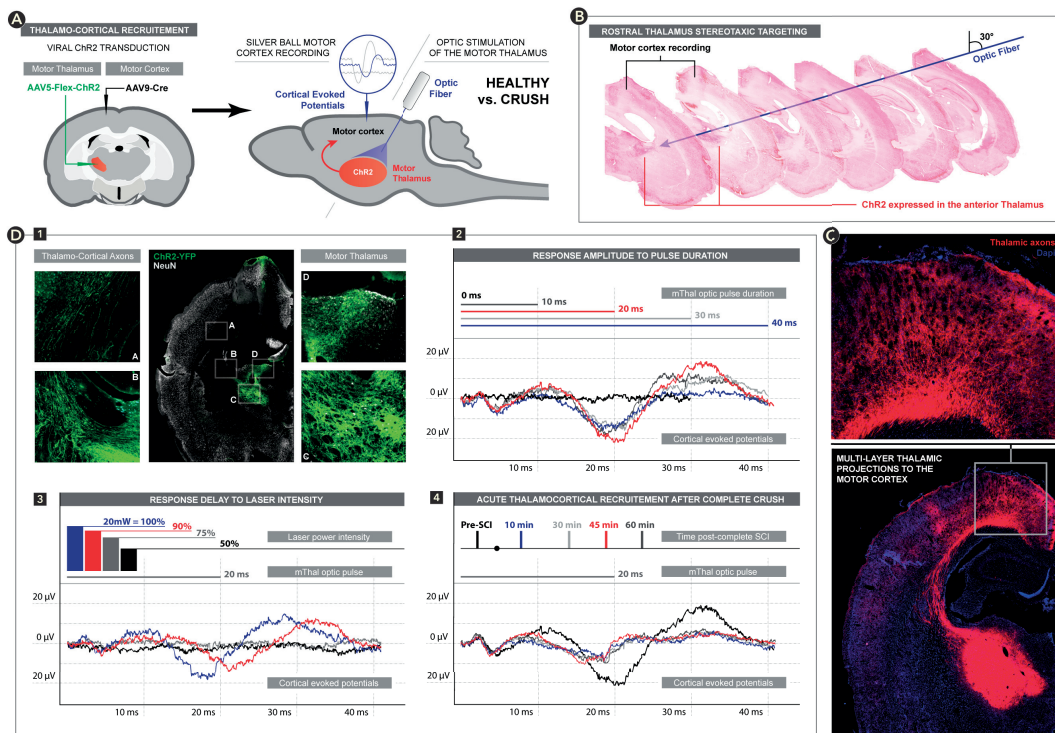 A
THALAMO-CORTICAL RECRUITMENT
VIRAL ChR2 TRANSDUCTION
Motor Thalamus
Motor Cortex
AAV5-Flex-ChR2
AAV9-Cre
SILVER BALL MOTOR
CORTEX RECORDING
OPTIC STIMULATION
OF THE MOTOR THALAMUS
HEALTHY
vs. CRUSH
Cortical Evoked
Potentials
Optic
Fiber
Motor cortex
ChR2
Motor
Thalamus
B
ROSTRAL THALAMUS STEREOTAXIC TARGETING
Motor cortex recording
30°
Optic Fiber
ChR2 expressed in the anterior Thalamus
C
Thalamic axons
Dapi
MULTI-LAYER THALAMIC
PROJECTIONS TO THE
MOTOR CORTEX
D
1
Thalamo-Cortical Axons
ChR2-YFP
NeuN
Motor Thalamus
A
B
D
C
A
B
D
C
2
RESPONSE AMPLITUDE TO PULSE DURATION
0 ms
mThal optic pulse duration
10 ms
20 ms
30 ms
40 ms
20 µV
0 µV
20 µV
Cortical evoked potentials
10 ms
20 ms
30 ms
40 ms
3
RESPONSE DELAY TO LASER INTENSITY
20mW = 100%
90%
75%
50%
Laser power intensity
20 ms
mThal optic pulse
20 µV
0 µV
20 µV
Cortical evoked potentials
10 ms
20 ms
30 ms
40 ms
4
ACUTE THALAMOCORTICAL RECRUITMENT AFTER COMPLETE CRUSH
Pre-SCI
10 min
30 min
45 min
60 min
Time post-complete SCI
20 ms
mThal optic pulse
20 µV
0 µV
20 µV
Cortical evoked potentials
10 ms
20 ms
30 ms
40 ms